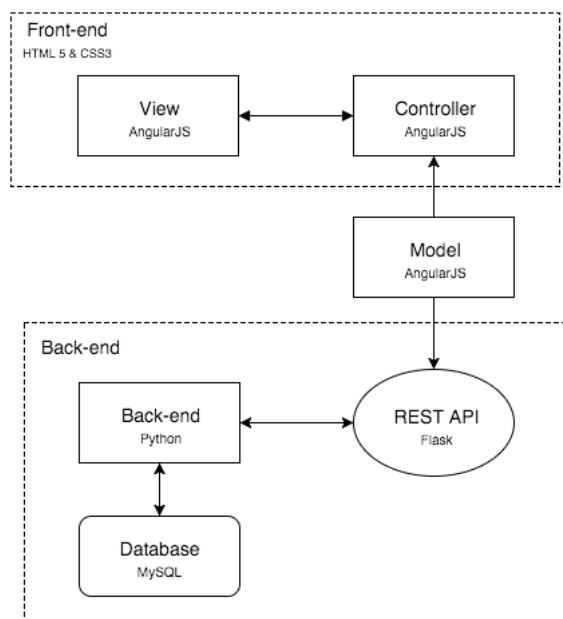 Front-end
HTML 5 & CSS3
View
AngularJS
Controller
AngularJS
Model
AngularJS
Back-end
Back-end
Python
REST API
Flask
Database
MySQL